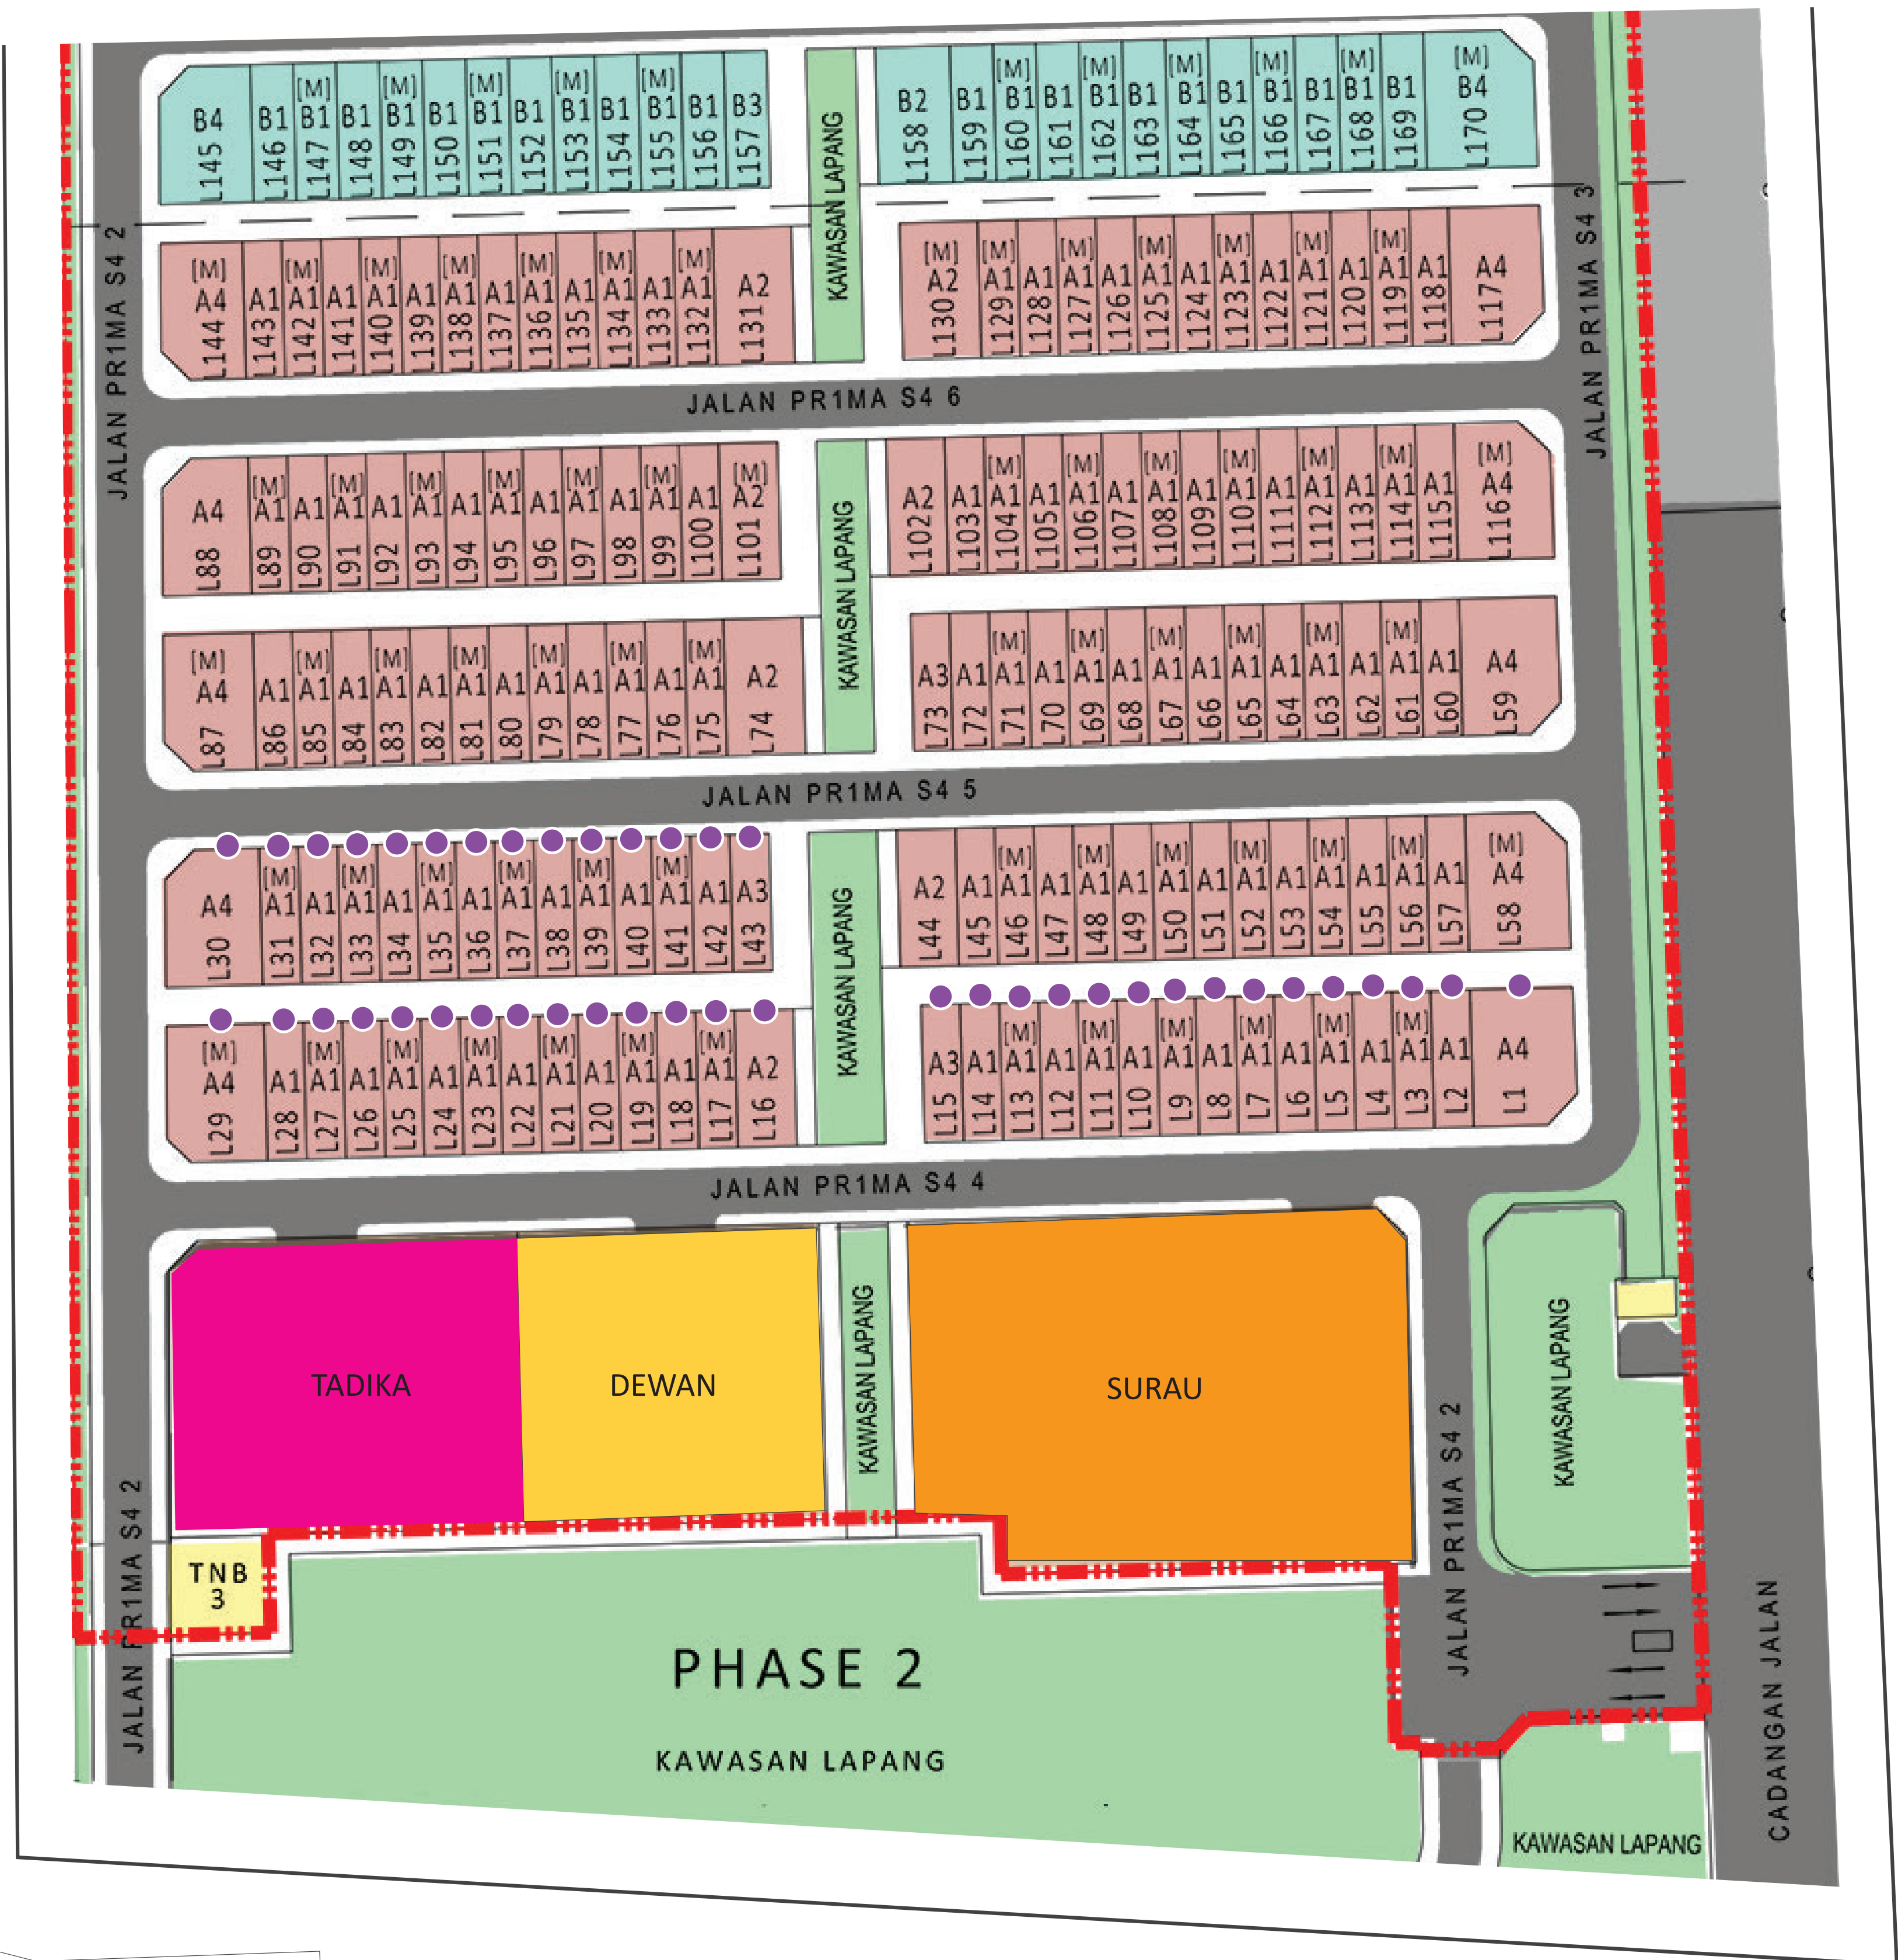 [M] [M] [M] [M] [M] [M] [M] [M] [M] [M] [M]
B4 B1 B1 B1 B1 B1 B1 B1 B1 B1 B1 B1 B3 B2 B1 B1 B1 B1 B1 B1 B1 B1 B1 B1 B1 B4
L145 L146 L147 L148 L149 L150 L151 L152 L153 L154 L155 L156 L157 L158 L159 L160 L161 L162 L163 L164 L165 L166 L167 L168 L169 L170
KAWASAN LAPANG
JALAN PR1MA S4 2
JALAN PR1MA S4 3
[M] [M] [M] [M] [M] [M] [M] [M] [M] [M] [M] [M] [M] [M]
A4 A1 A1 A1 A1 A1 A1 A1 A1 A1 A1 A1 A1 A2 A2 A1 A1 A1 A1 A1 A1 A1 A1 A1 A1 A1 A1 A4
L144 L143 L142 L141 L140 L139 L138 L137 L136 L135 L134 L133 L132 L131 L130 L129 L128 L127 L126 L125 L124 L123 L122 L121 L120 L119 L118 L117
JALAN PR1MA S4 6
[M] [M] [M] [M] [M] [M] [M] [M] [M] [M] [M] [M] [M] [M]
A4 A1 A1 A1 A1 A1 A1 A1 A1 A1 A1 A1 A1 A2 A2 A1 A1 A1 A1 A1 A1 A1 A1 A1 A1 A1 A1 A1 A4
L88 L89 L90 L91 L92 L93 L94 L95 L96 L97 L98 L99 L100 L101 L102 L103 L104 L105 L106 L107 L108 L109 L110 L111 L112 L113 L114 L115 L116
KAWASAN LAPANG
[M] [M] [M] [M] [M] [M] [M] [M] [M] [M] [M] [M] [M]
A4 A1 A1 A1 A1 A1 A1 A1 A1 A1 A1 A1 A1 A2 A3 A1 A1 A1 A1 A1 A1 A1 A1 A1 A1 A1 A1 A1 A4
L87 L86 L85 L84 L83 L82 L81 L80 L79 L78 L77 L76 L75 L74 L73 L72 L71 L70 L69 L68 L67 L66 L65 L64 L63 L62 L61 L60 L59
JALAN PR1MA S4 5
[M] [M] [M] [M] [M] [M] [M] [M] [M] [M] [M] [M] [M]
A4 A1 A1 A1 A1 A1 A1 A1 A1 A1 A1 A1 A1 A3 A2 A1 A1 A1 A1 A1 A1 A1 A1 A1 A1 A1 A1 A1 A4
L30 L31 L32 L33 L34 L35 L36 L37 L38 L39 L40 L41 L42 L43 L44 L45 L46 L47 L48 L49 L50 L51 L52 L53 L54 L55 L56 L57 L58
KAWASAN LAPANG
[M] [M] [M] [M] [M] [M] [M] [M] [M] [M] [M] [M] [M]
A4 A1 A1 A1 A1 A1 A1 A1 A1 A1 A1 A1 A1 A2 A3 A1 A1 A1 A1 A1 A1 A1 A1 A1 A1 A1 A1 A1 A4
L29 L28 L27 L26 L25 L24 L23 L22 L21 L20 L19 L18 L17 L16 L15 L14 L13 L12 L11 L10 L9 L8 L7 L6 L5 L4 L3 L2 L1
JALAN PR1MA S4 4
TADIKA
DEWAN
KAWASAN LAPANG
SURAU
KAWASAN LAPANG
JALAN PR1MA S4 2
JALAN PR1MA S4 2
TNB
3
PHASE 2
KAWASAN LAPANG
CADANGAN JALAN
KAWASAN LAPANG